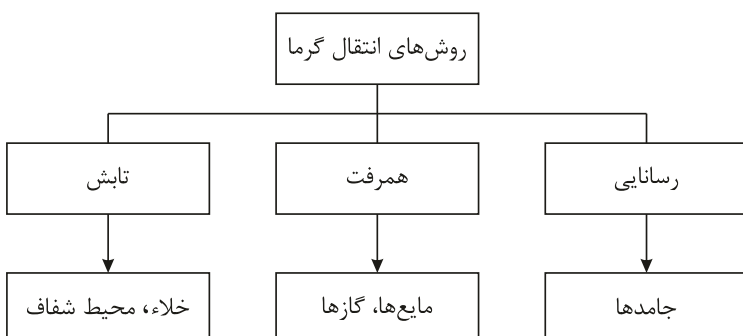 روش‌های انتقال گرما
رسانایی
همرفت
تابش
جامدها
مایع‌ها، گازها
خلاء، محیط شفاف